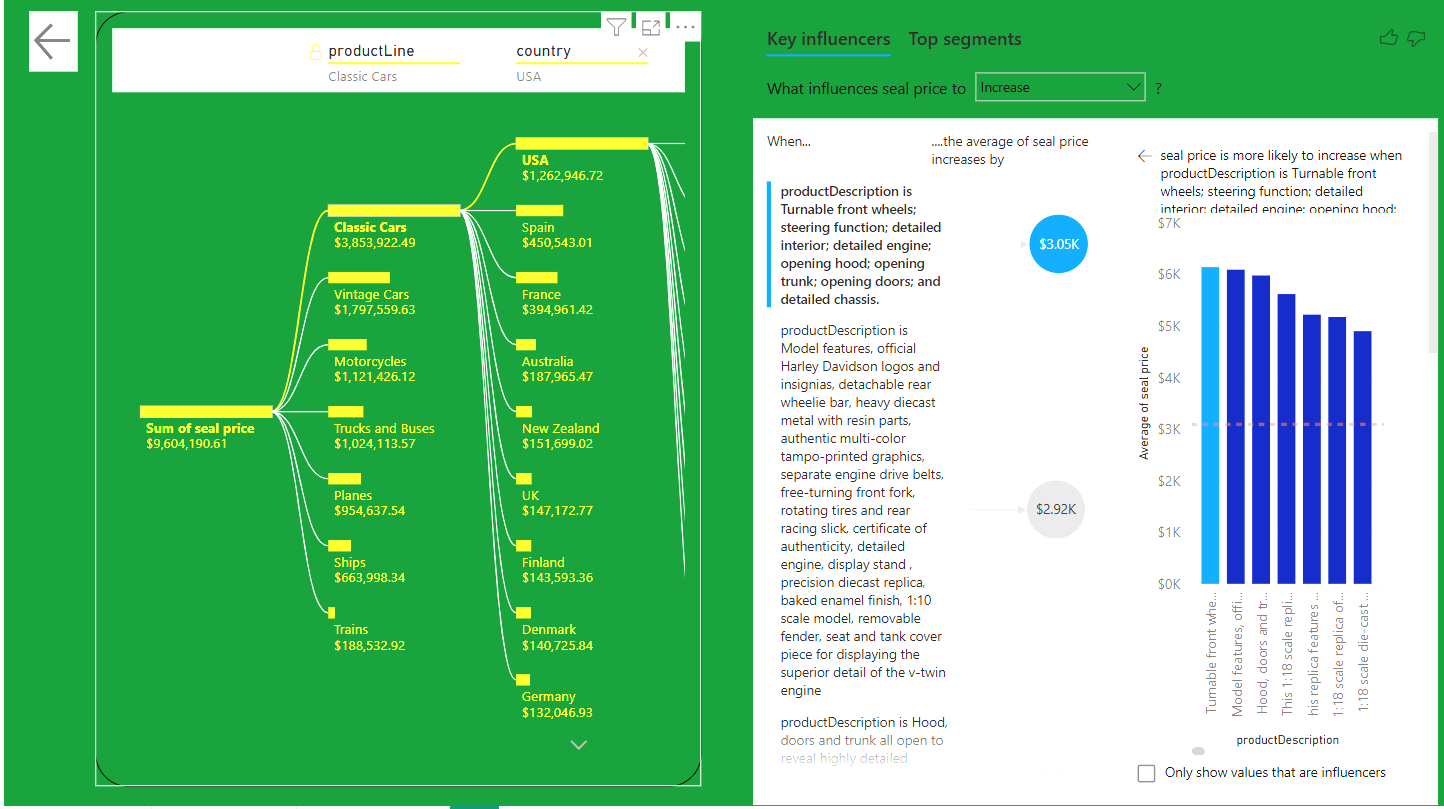 productLine
Classic Cars
country
USA
Sum of seal price
$9,604,190.61
Classic Cars
$3,853,922.49
Vintage Cars
$1,797,559.63
Motorcycles
$1,121,426.12
Trucks and Buses
$1,024,113.57
Planes
$954,637.54
Ships
$663,998.34
Trains
$188,532.92
USA
$1,262,946.72
Spain
$450,543.01
France
$394,961.42
Australia
$187,965.47
New Zealand
$151,699.02
UK
$147,172.77
Finland
$143,593.36
Denmark
$140,725.84
Germany
$132,046.93
Key influencers
Top segments
What influences seal price to
Increase
?
When...
....the average of seal price
increases by
productDescription is
Turnable front wheels;
steering function; detailed
interior; detailed engine;
opening hood; opening
trunk; opening doors; and
detailed chassis.
$3.05K
productDescription is
Model features, official
Harley Davidson logos and
insignias, detachable rear
wheelie bar, heavy diecast
metal with resin parts,
authentic multi-color
tampo-printed graphics,
separate engine drive belts,
free-turning front fork,
rotating tires and rear
racing slick, certificate of
authenticity, detailed
engine, display stand ,
precision diecast replica,
baked enamel finish, 1:10
scale model, removable
fender, seat and tank cover
piece for displaying the
superior detail of the v-twin
engine
$2.92K
productDescription is Hood,
doors and trunk all open to
reveal highly detailed
seal price is more likely to increase when
productDescription is Turnable front
wheels; steering function; detailed
interior; detailed engine; opening hood;
$7K
$6K
$5K
$4K
$3K
$2K
$1K
$0K
Average of seal price
Turnable front whe...
Model features, offi...
Hood, doors and tr...
This 1:18 scale repli...
his replica features ...
1:18 scale replica of...
1:18 scale die-cast ...
productDescription
Only show values that are influencers